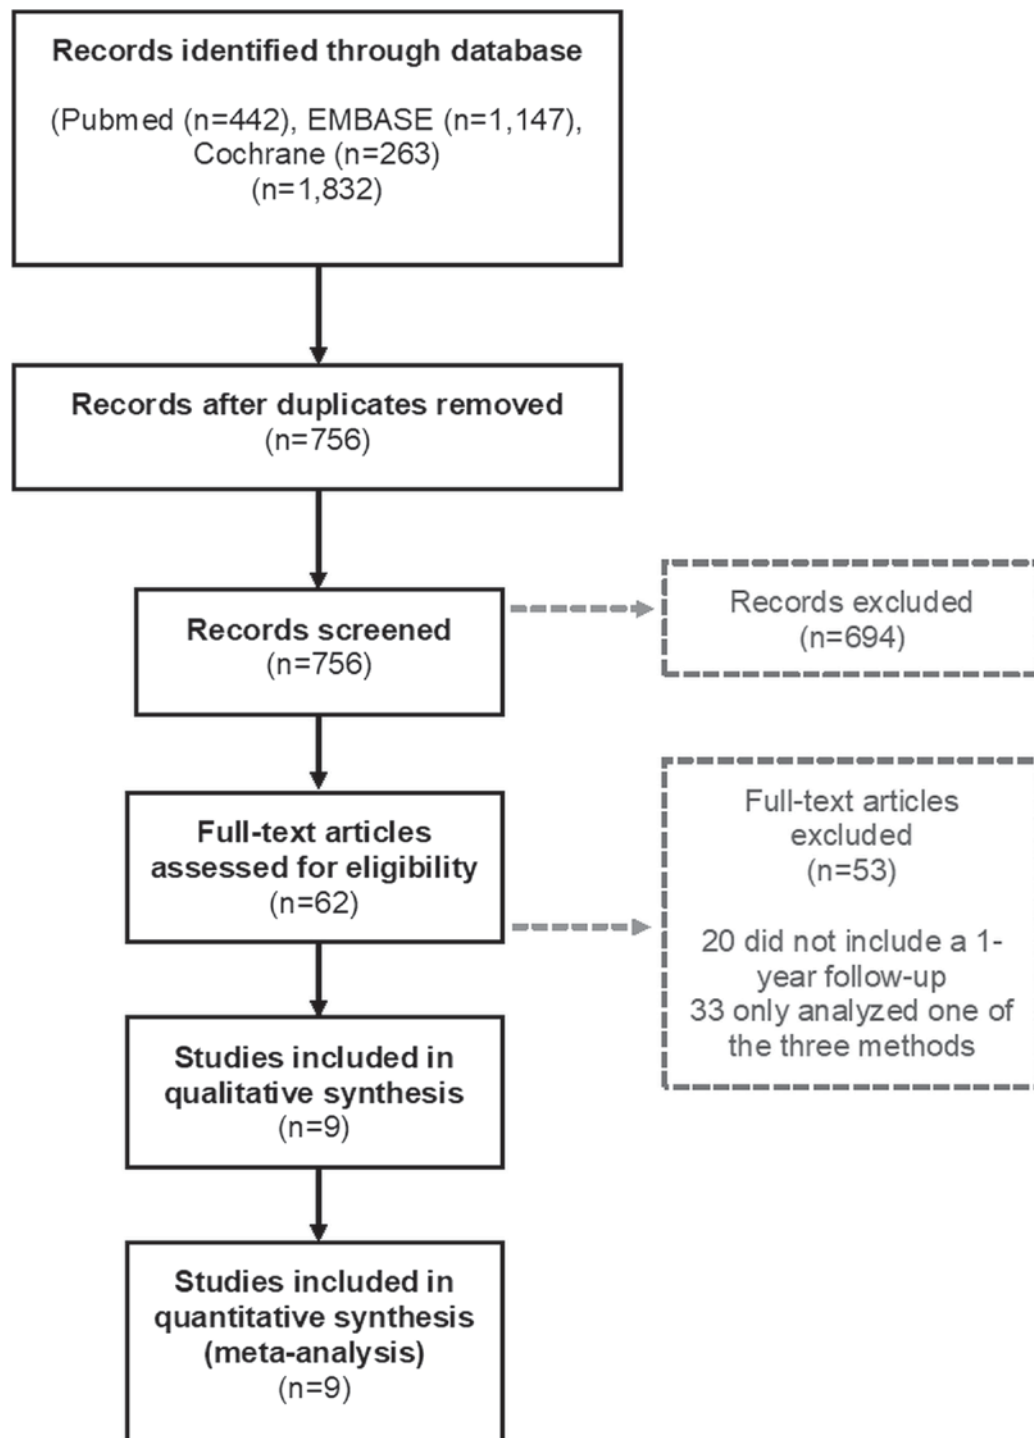 Records identified through database
(Pubmed (n=442), EMBASE (n=1,147),
Cochrane (n=263)
(n=1,832)
Records after duplicates removed
(n=756)
Records screened
(n=756)
Records excluded
(n=694)
Full-text articles
assessed for eligibility
(n=62)
Full-text articles
excluded
(n=53)
20 did not include a 1-
year follow-up
33 only analyzed one of
the three methods
Studies included in
qualitative synthesis
(n=9)
Studies included in
quantitative synthesis
(meta-analysis)
(n=9)